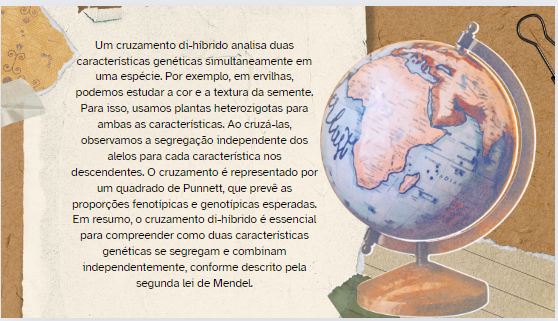 Um cruzamento di-híbrido analisa duas
características genéticas simultaneamente em
uma espécie. Por exemplo, em ervilhas,
podemos estudar a cor e a textura da semente.
Para isso, usamos plantas heterozigotas para
ambas as características. Ao cruzá-las,
observamos a segregação independente dos
alelos para cada característica nos
descendentes. O cruzamento é representado por
um quadrado de Punnett, que prevê as
proporções fenotípicas e genotípicas esperadas.
Em resumo, o cruzamento di-híbrido é essencial
para compreender como duas características
genéticas se segregam e combinam
independentemente, conforme descrito pela
segunda lei de Mendel.